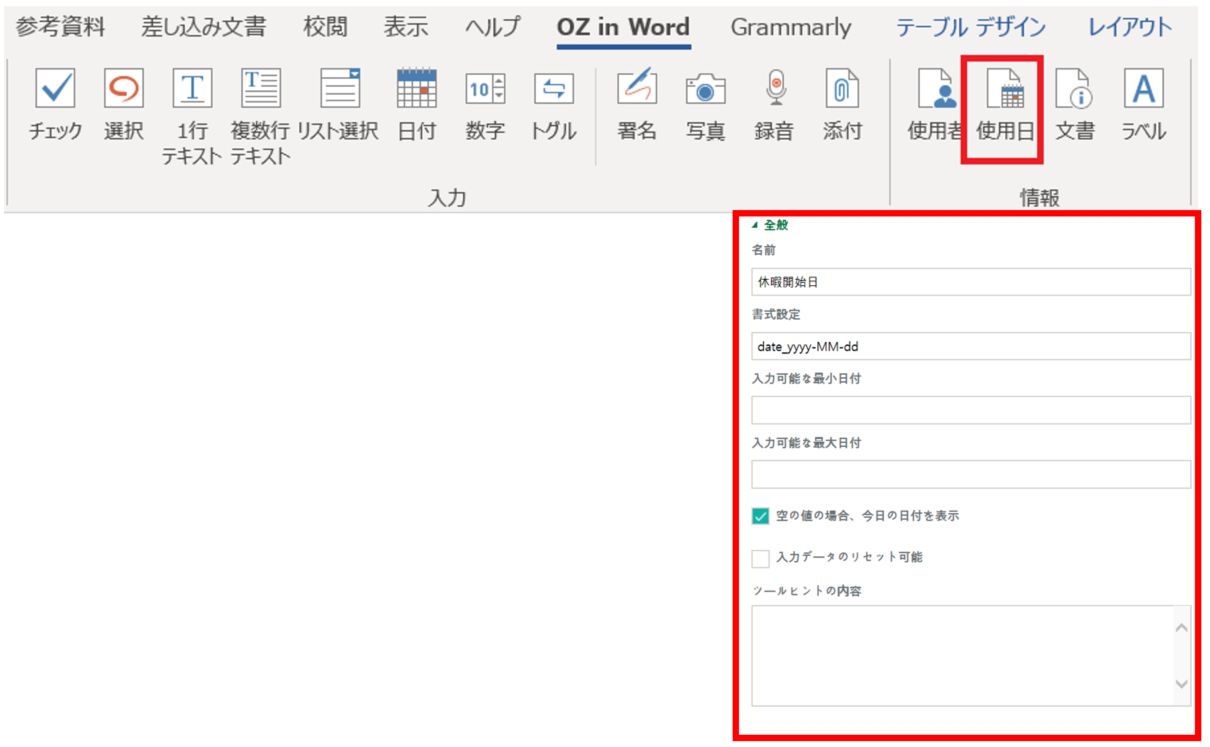 参考資料 差し込み文書 校閲 表示 ヘルプ OZ in Word Grammarly テーブル デザイン レイアウト
10 A
チェック 選択 1行 複数行 リスト選択 日付 数字 トグル 署名 写真 録音 添付 使用者 使用日 文書 ラベル
テキスト テキスト
入力 情報
全般
名前
休暇開始日
書式設定
date_yyyy-MM-dd
入力可能な最小日付
入力可能な最大日付
空の値の場合、今日の日付を表示
入力データのリセット可能
ツールヒントの内容